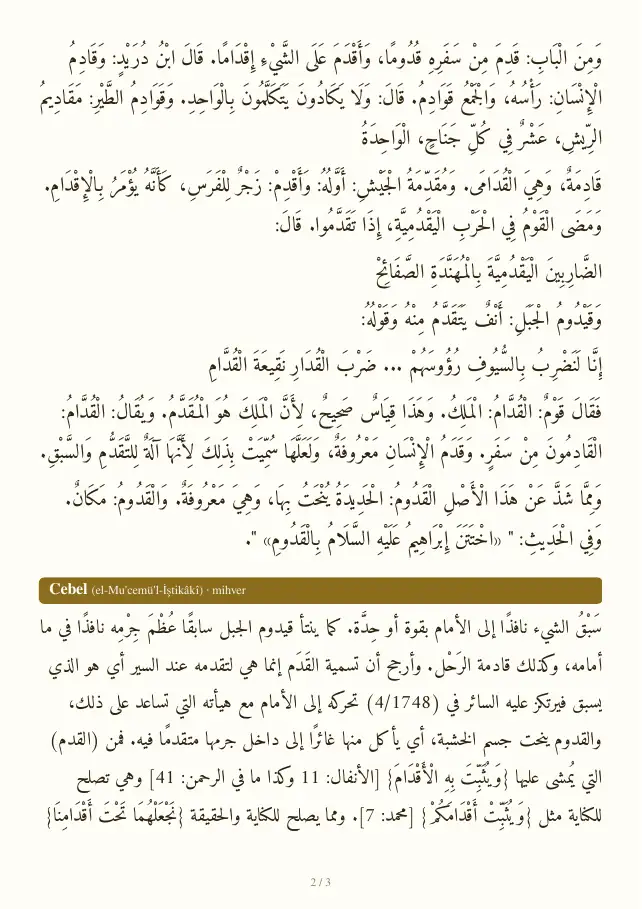 وَمِنَ الْبَابِ: قَدِمَ مِنْ سَفَرِهِ قُدُومًا، وَأَقْدَمَ عَلَى الشَّيْءِ إِقْدَامًا. قَالَ ابْنُ دُرَيْدٍ: وَقَادِمُ
الْإِنْسَانِ: رَأْسُهُ، وَالْجَمْعُ قَوَادِمُ. قَالَ: وَلَا يَكَادُونَ يَتَكَلَّمُونَ بِالْوَاحِدِ. وَقَوَادِمُ الطَّيْرِ: مَقَادِيمُ
الرِّيشِ، عَشْرٌ فِي كُلِّ جَنَاحٍ، الْوَاحِدَةُ
قَادِمَةٌ، وَهِيَ الْقُدَامَى. وَمُقَدِّمَةُ الْجَيْشِ: أَوَّلُهُ: وَأَقْدِمْ: زَجْرٌ لِلْفَرَسِ، كَأَنَّهُ يُؤْمَرُ بِالْإِقْدَامِ.
وَمَضَى الْقَوْمُ فِي الْحَرْبِ الْيَقْدُمِيَّةَ، إِذَا تَقَدَّمُوا. قَالَ:
الضَّارِبِينَ الْيَقْدُمِيَّةَ بِالْمُهَنَّدَةِ الصَّفَائِحْ
وَقَيْدُومُ الْجَبَلِ: أَنْفٌ يَتَقَدَّمُ مِنْهُ وَقَوْلُهُ:
إِنَّا لَنَضْرِبُ بِالسُّيُوفِ رُؤُوسَهُمْ ... ضَرْبَ الْقُدَارِ نَقِيعَةَ الْقُدَّامِ
فَقَالَ قَوْمٌ: الْقُدَّامُ: الْمَلِكُ. وَهَذَا قِيَاسٌ صَحِيحٌ، لِأَنَّ الْمَلِكَ هُوَ الْمُقَدَّمُ. وَيُقَالُ: الْقُدَّامُ:
الْقَادِمُونَ مِنْ سَفَرٍ. وَقَدَمُ الْإِنْسَانِ مَعْرُوفَةٌ، وَلَعَلَّهَا سُمِّيَتْ بِذَلِكَ لِأَنَّهَا آلَةٌ لِلتَّقَدُّمِ وَالسَّبْقِ.
وَمِمَّا شَذَّ عَنْ هَذَا الْأَصْلِ الْقَدُومُ: الْحَدِيدَةُ يُنْحَتُ بِهَا، وَهِيَ مَعْرُوفَةٌ. وَالْقَدُومُ: مَكَانٌ.
وَفِي الْحَدِيثِ: " «اخْتَتَنَ إِبْرَاهِيمُ عَلَيْهِ السَّلَامُ بِالْقَدُومِ» ".
Cebel (el-Mu'cemü'l-İştikâkî) · mihver
سَبْقُ الشيء نافذًا إلى الأمام بقوة أو حِدَّة. كما ينتأ قيدوم الجبل سابقًا عُظْمَ جِرْمِه نافذًا في ما
أمامه، وكذلك قادمة الرَحْل. وأرجح أن تسمية القَدَم إنما هي لتقدمه عند السير أي هو الذي
يسبق فيرتكز عليه السائر في (4/1748) تحركه إلى الأمام مع هيأته التي تساعد على ذلك،
والقدوم ينحت جسم الخشبة، أي يأكل منها غائرًا إلى داخل جرمها متقدمًا فيه. فمن (القدم)
التي يُمشى عليها {وَيُثَبِّتَ بِهِ الْأَقْدَامَ} [الأنفال: 11 وكذا ما في الرحمن: 41] وهي تصلح
للكناية مثل {وَيُثَبِّتْ أَقْدَامَكُمْ} [محمد: 7]. ومما يصلح للكناية والحقيقة {نَجْعَلْهُمَا تَحْتَ أَقْدَامِنَا}
2 / 3